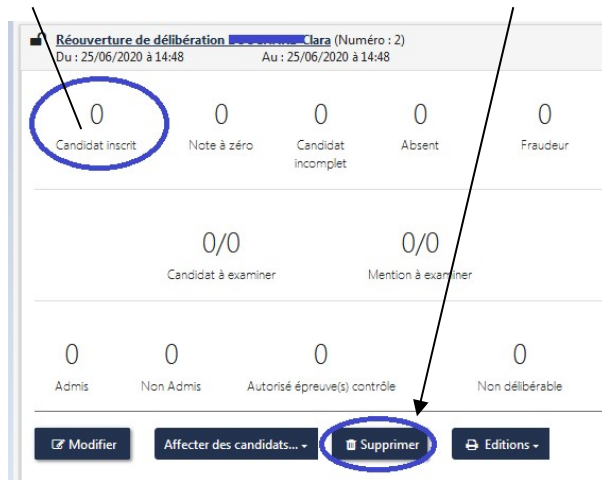 Réouverture de délibération Clara (Numéro : 2)
Du : 25/06/2020 à 14:48 Au : 25/06/2020 à 14:48
0 0 0 0 0
Candidat inscrit Note à zéro Candidat incomplet Absent Fraudeur
0/0 0/0
Candidat à examiner Mention à examiner
0 0 0 0
Admis Non Admis Autorisé épreuve(s) contrôle Non délibérable
Modifier Affecter des candidats... Supprimer Editions